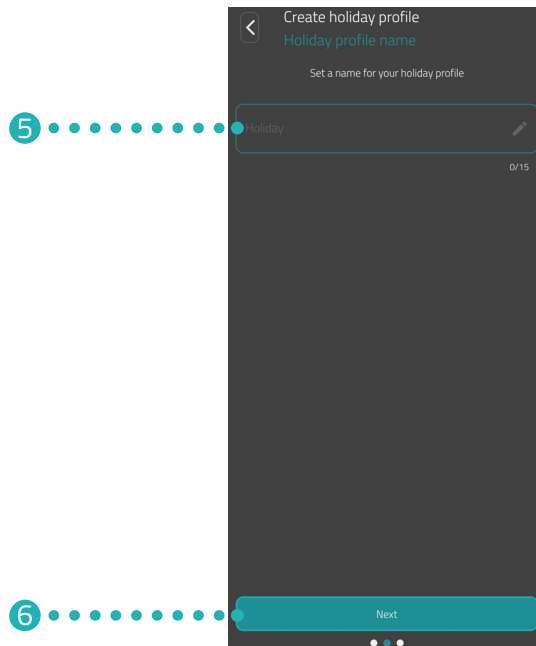 Create holiday profile
Holiday profile name
Set a name for your holiday profile
5
Holiday
0/15
6
Next